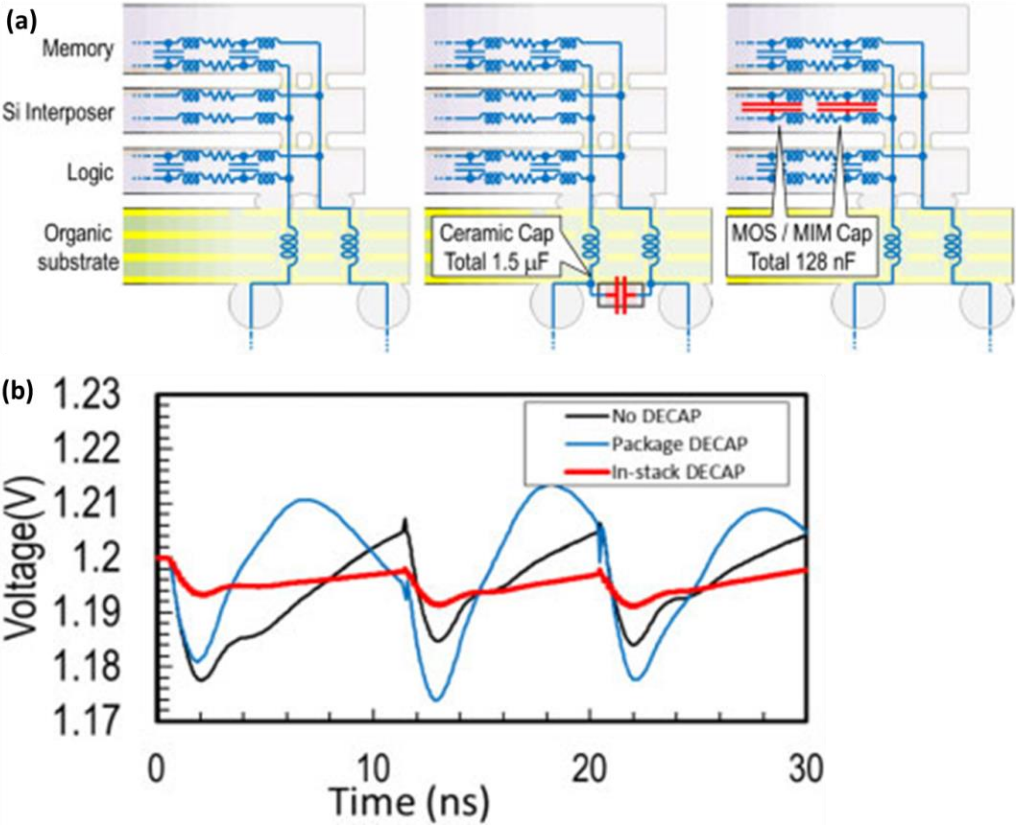 (a)
Memory
Si Interposer
Logic
Organic
substrate
Ceramic Cap
Total 1.5 μF
MOS / MIM Cap
Total 128 nF
(b)
Voltage(V)
1.23
1.22
1.21
1.2
1.19
1.18
1.17
No DECAP
Package DECAP
In-stack DECAP
0 10 20 30
Time (ns)